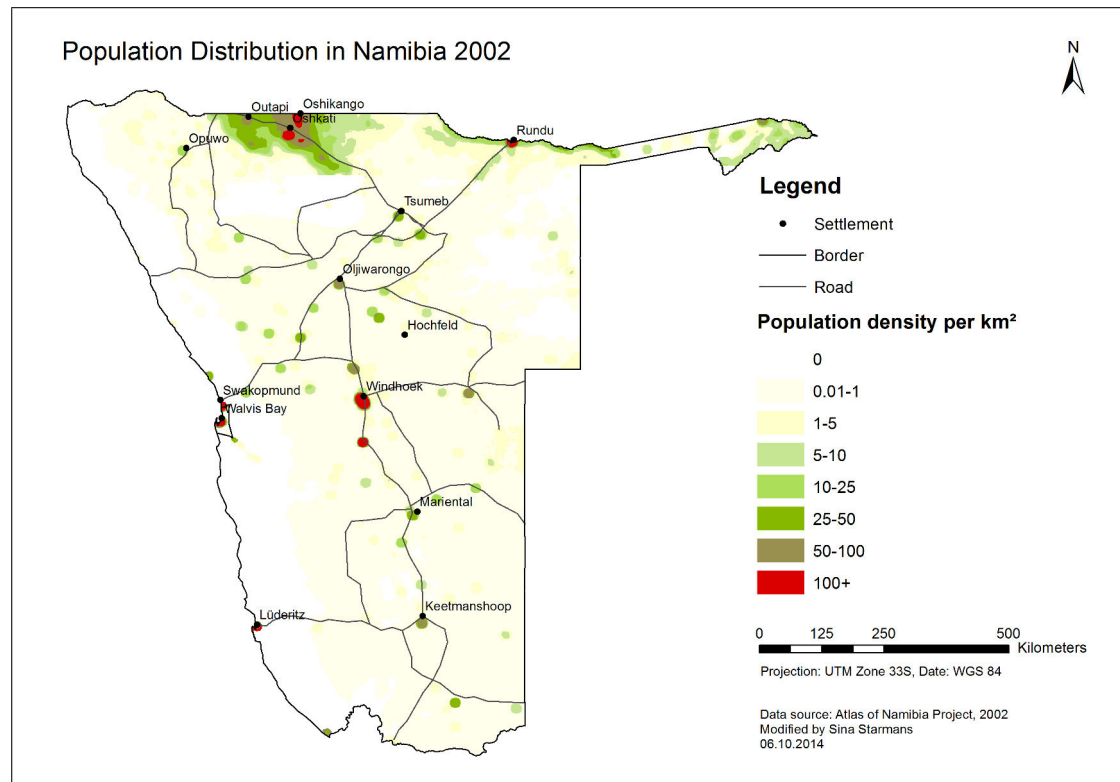 Population Distribution in Namibia 2002
N
Outapi
Oshikango
Oshkati
Opuwo
Rundu
Tsumeb
Oljiwarongo
Hochfeld
Swakopmund
Windhoek
Walvis Bay
Mariental
Lüderitz
Keetmanshoop
Legend
Settlement
Border
Road
Population density per km²
0
0.01-1
1-5
5-10
10-25
25-50
50-100
100+
0 125 250 500
Kilometers
Projection: UTM Zone 33S, Date: WGS 84
Data source: Atlas of Namibia Project, 2002
Modified by Sina Starmans
06.10.2014